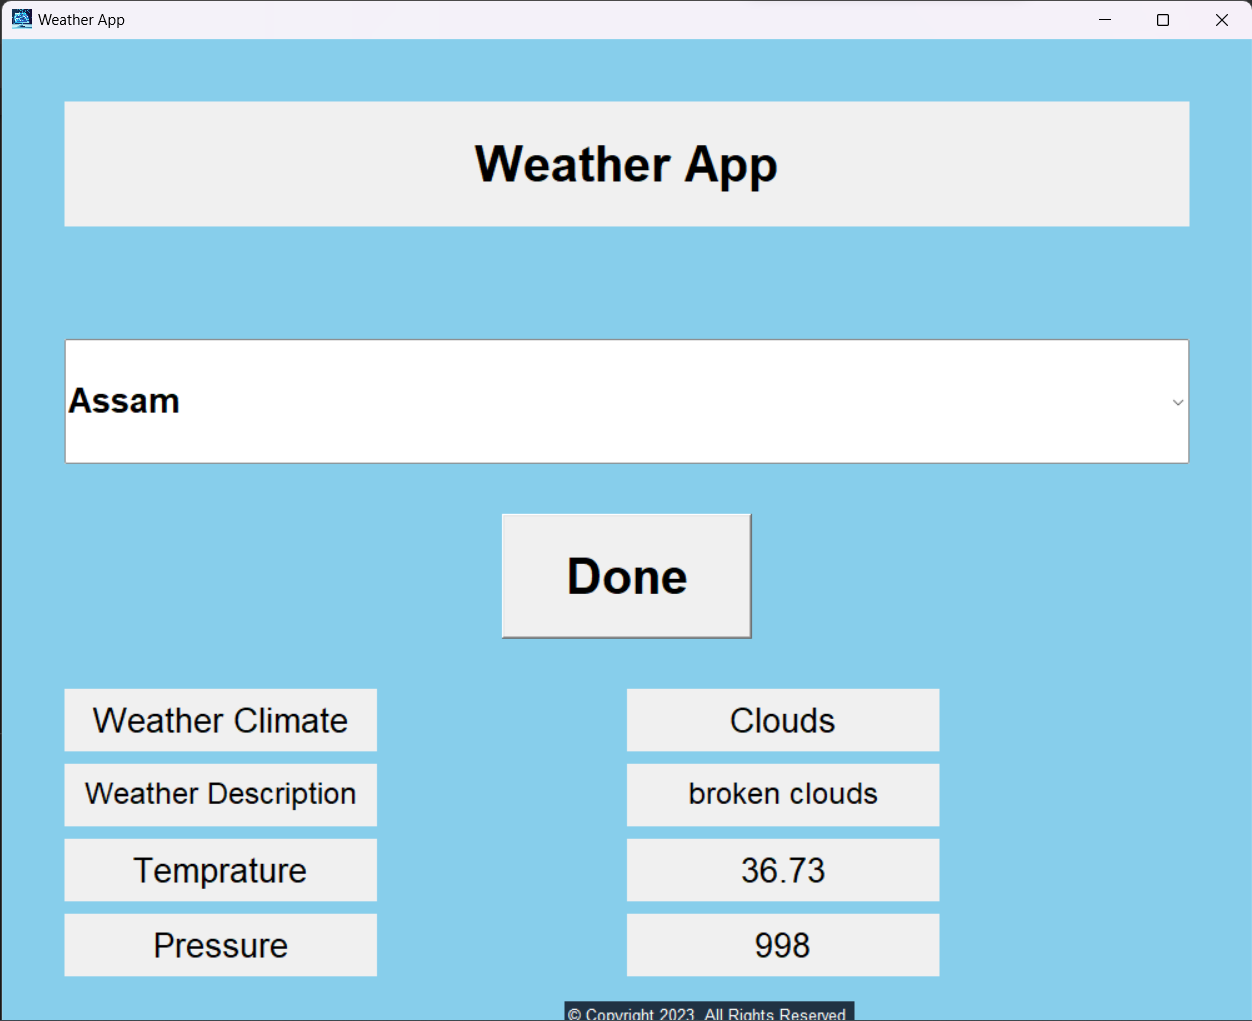 Weather App
Weather App
Assam
Done
Weather Climate Clouds
Weather Description broken clouds
Temprature 36.73
Pressure 998
© Copyright 2023 All Rights Reserved